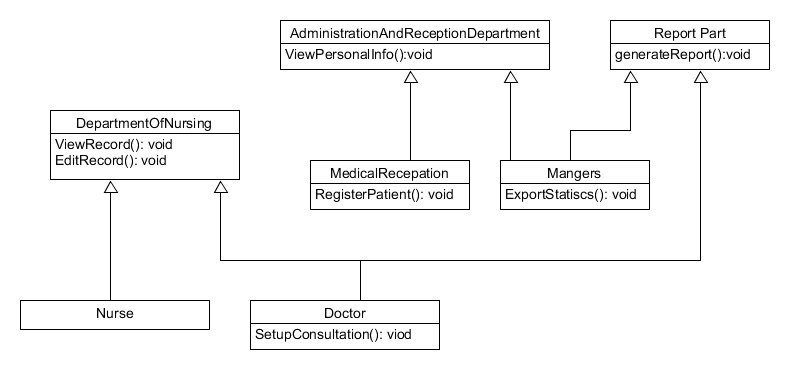 AdministrationAndReceptionDepartment
ViewPersonalInfo():void
Report Part
generateReport():void
DepartmentOfNursing
ViewRecord(): void
EditRecord(): void
MedicalRecepation
RegisterPatient(): void
Mangers
ExportStatiscs(): void
Nurse
Doctor
SetupConsultation(): viod